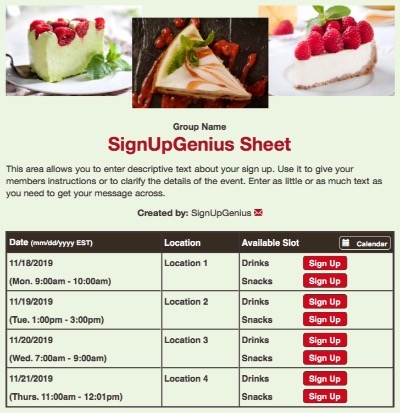 Group Name
SignUpGenius Sheet
This area allows you to enter descriptive text about your sign up. Use it to give your
members instructions or to clarify the details of the event. Enter as little or as much text as
you need to get your message across.
Created by: SignUpGenius
Date (mm/dd/yyyy EST) Location Available Slot Calendar
11/18/2019 Location 1 Drinks Sign Up
(Mon. 9:00am - 10:00am) Snacks Sign Up
11/19/2019 Location 2 Drinks Sign Up
(Tue. 1:00pm - 3:00pm) Snacks Sign Up
11/20/2019 Location 3 Drinks Sign Up
(Wed. 7:00am - 9:00am) Snacks Sign Up
11/21/2019 Location 4 Drinks Sign Up
(Thurs. 11:00am - 12:01pm) Snacks Sign Up